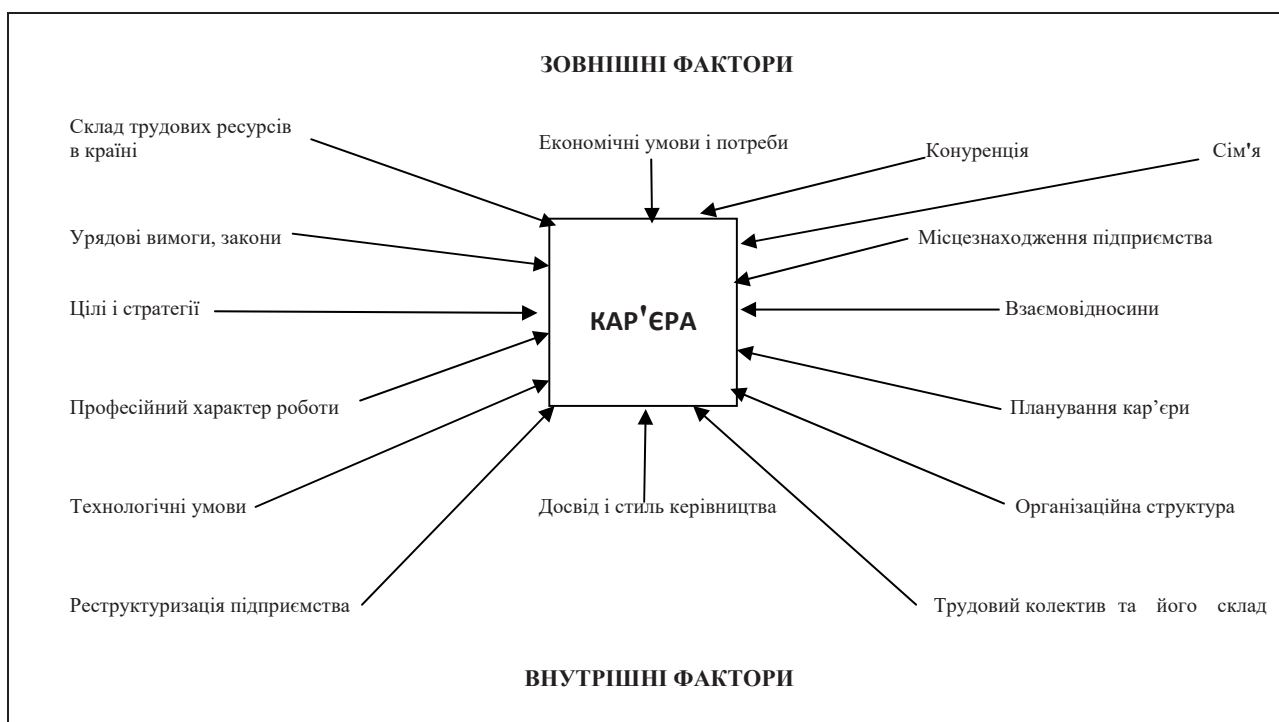 ЗОВНІШНІ ФАКТОРИ
Склад трудових ресурсів
в країні
Економічні умови і потреби
Конуренція
Сім'я
Урядові вимоги, закони
Місцезнаходження підприємства
Цілі і стратегії
КАР'ЄРА
Взаємовідносини
Професійний характер роботи
Планування кар’єри
Технологічні умови
Досвід і стиль керівництва
Організаційна структура
Реструктуризація підприємства
Трудовий колектив та його склад
ВНУТРІШНІ ФАКТОРИ